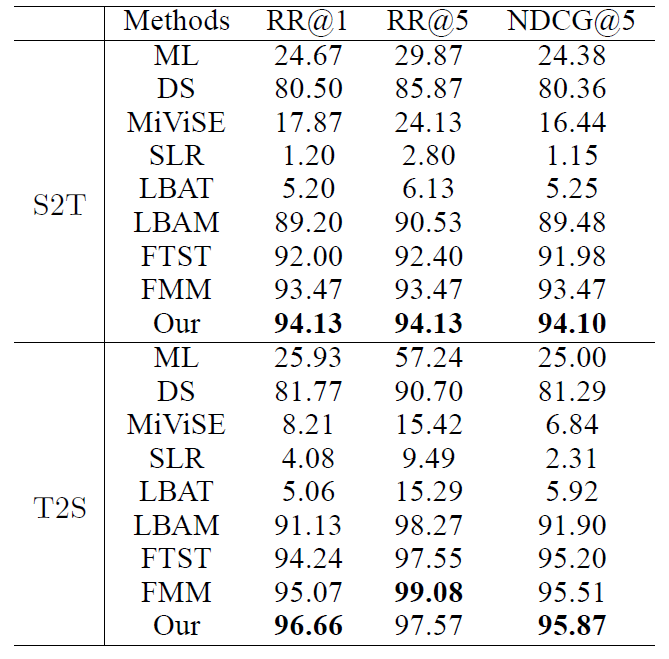 Methods RR@1 RR@5 NDCG@5
S2T
ML 24.67 29.87 24.38
DS 80.50 85.87 80.36
MiViSE 17.87 24.13 16.44
SLR 1.20 2.80 1.15
LBAT 5.20 6.13 5.25
LBAM 89.20 90.53 89.48
FTST 92.00 92.40 91.98
FMM 93.47 93.47 93.47
Our 94.13 94.13 94.10
T2S
ML 25.93 57.24 25.00
DS 81.77 90.70 81.29
MiViSE 8.21 15.42 6.84
SLR 4.08 9.49 2.31
LBAT 5.06 15.29 5.92
LBAM 91.13 98.27 91.90
FTST 94.24 97.55 95.20
FMM 95.07 99.08 95.51
Our 96.66 97.57 95.87